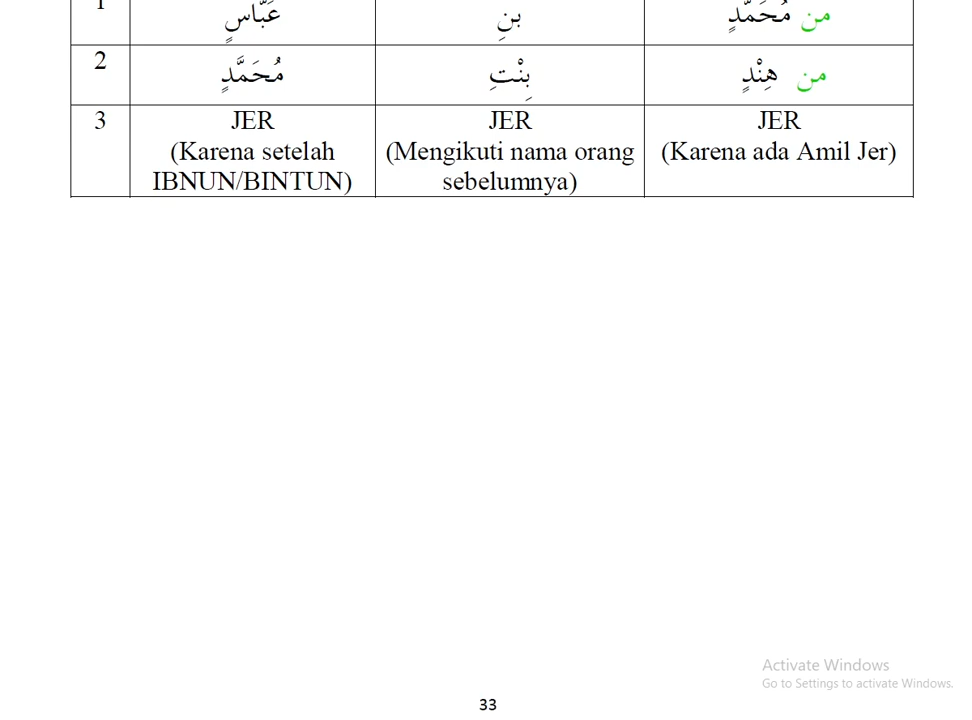 1 عَبَّاسٍ بنِ من مُحَمَّدٍ
2 مُحَمَّدٍ بِنْتِ من هِنْدٍ
3 JER JER JER
(Karena setelah (Mengikuti nama orang (Karena ada Amil Jer)
IBNUN/BINTUN) sebelumnya)
Activate Windows
Go to Settings to activate Windows.
33